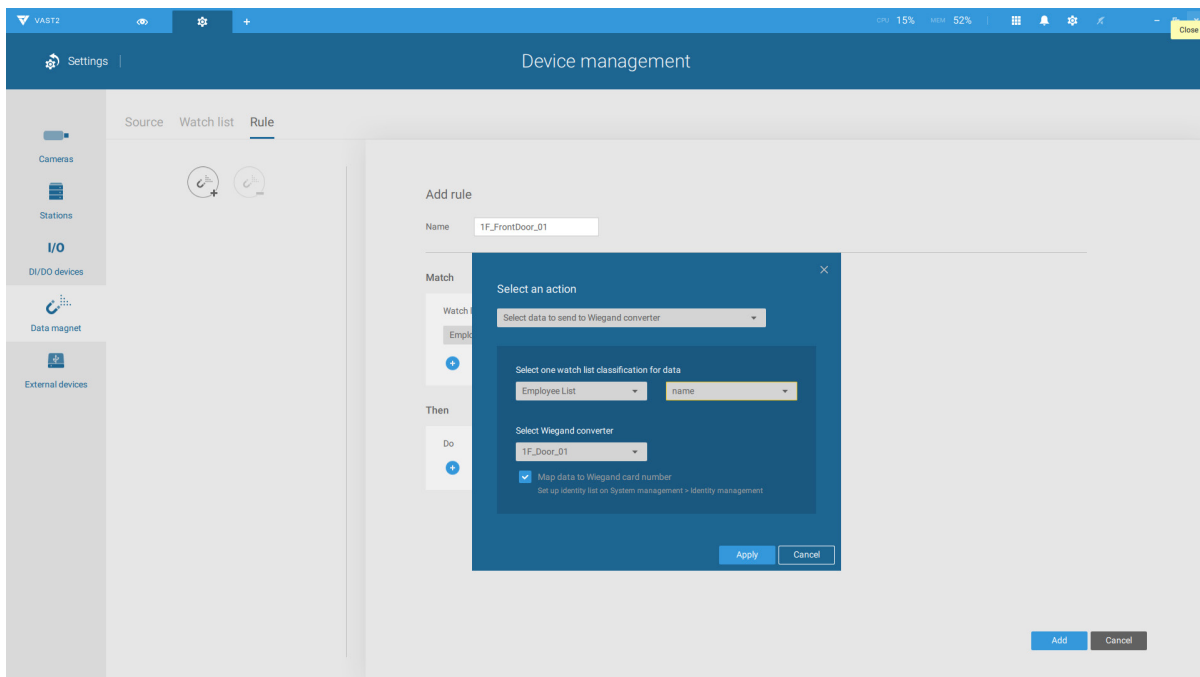 VAST2
CPU 15% MEM 52%
Close
Settings
Device management
Source Watch list Rule
Cameras
Stations
I/O
DI/DO devices
Data magnet
External devices
Add rule
Name 1F_FrontDoor_01
Match
Watch
Then
Do
Select an action
Select data to send to Wiegand converter
Select one watch list classification for data
Employee List name
Select Wiegand converter
1F_Door_01
Map data to Wiegand card number
Set up identity list on System management > Identity management
Apply Cancel
Add Cancel